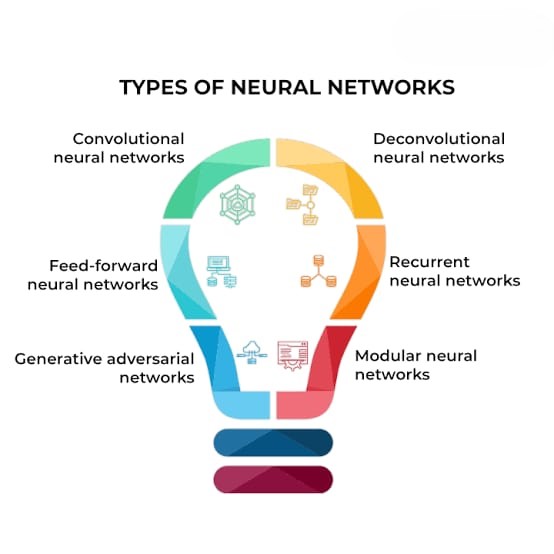 TYPES OF NEURAL NETWORKS
Convolutional
neural networks
Deconvolutional
neural networks
Feed-forward
neural networks
Recurrent
neural networks
Generative adversarial
networks
Modular neural
networks